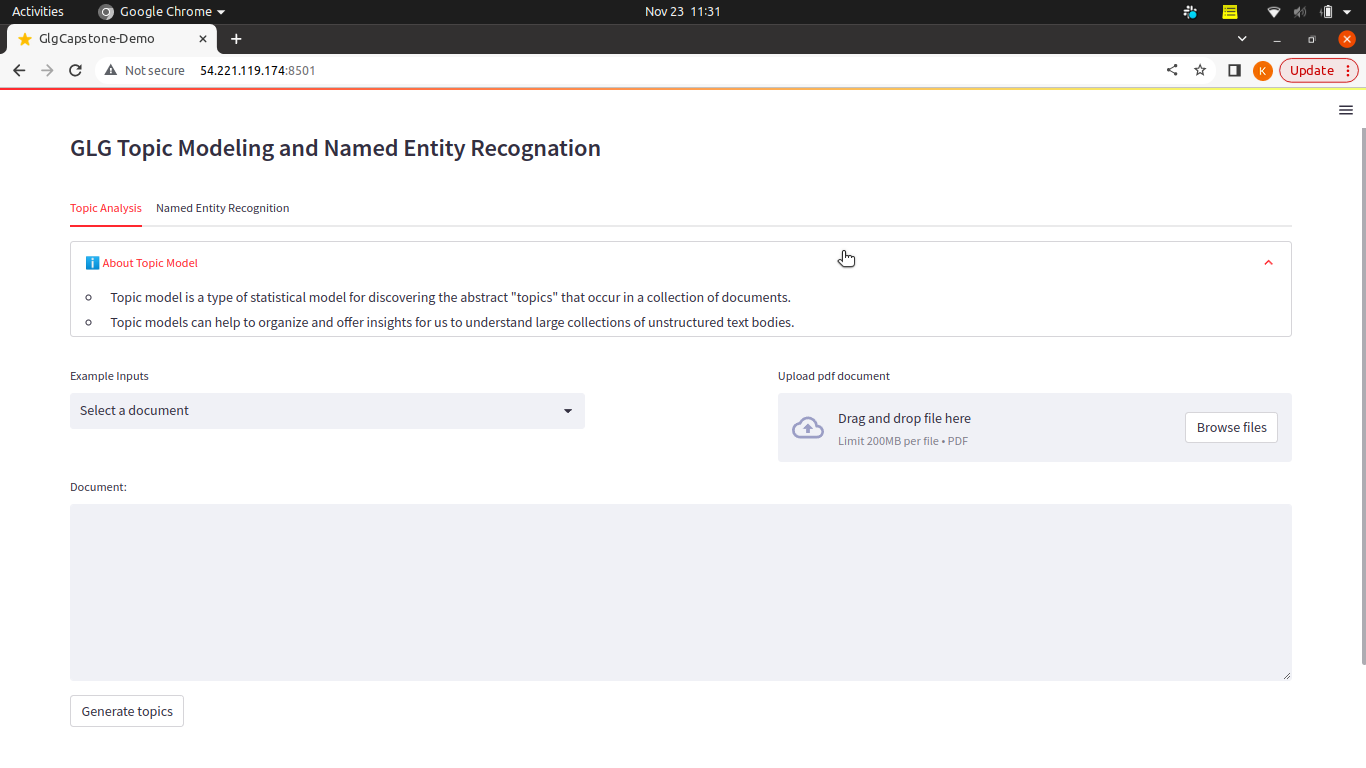 Activities Google Chrome Nov 23 11:31
GlgCapstone-Demo
Not secure 54.221.119.174:8501 K Update
GLG Topic Modeling and Named Entity Recognation
Topic Analysis Named Entity Recognition
About Topic Model
Topic model is a type of statistical model for discovering the abstract "topics" that occur in a collection of documents.
Topic models can help to organize and offer insights for us to understand large collections of unstructured text bodies.
Example Inputs Upload pdf document
Select a document Drag and drop file here Browse files
Limit 200MB per file • PDF
Document:
Generate topics